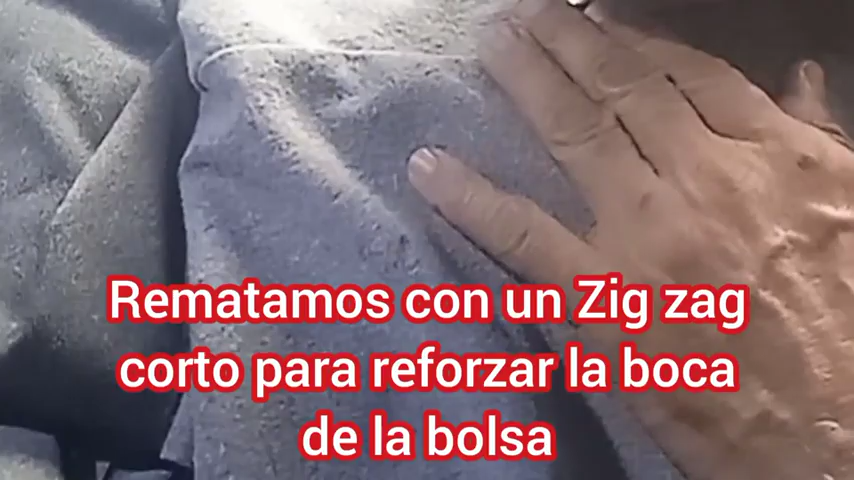 Rematamos con un Zig zag
corto para reforzar la boca
de la bolsa